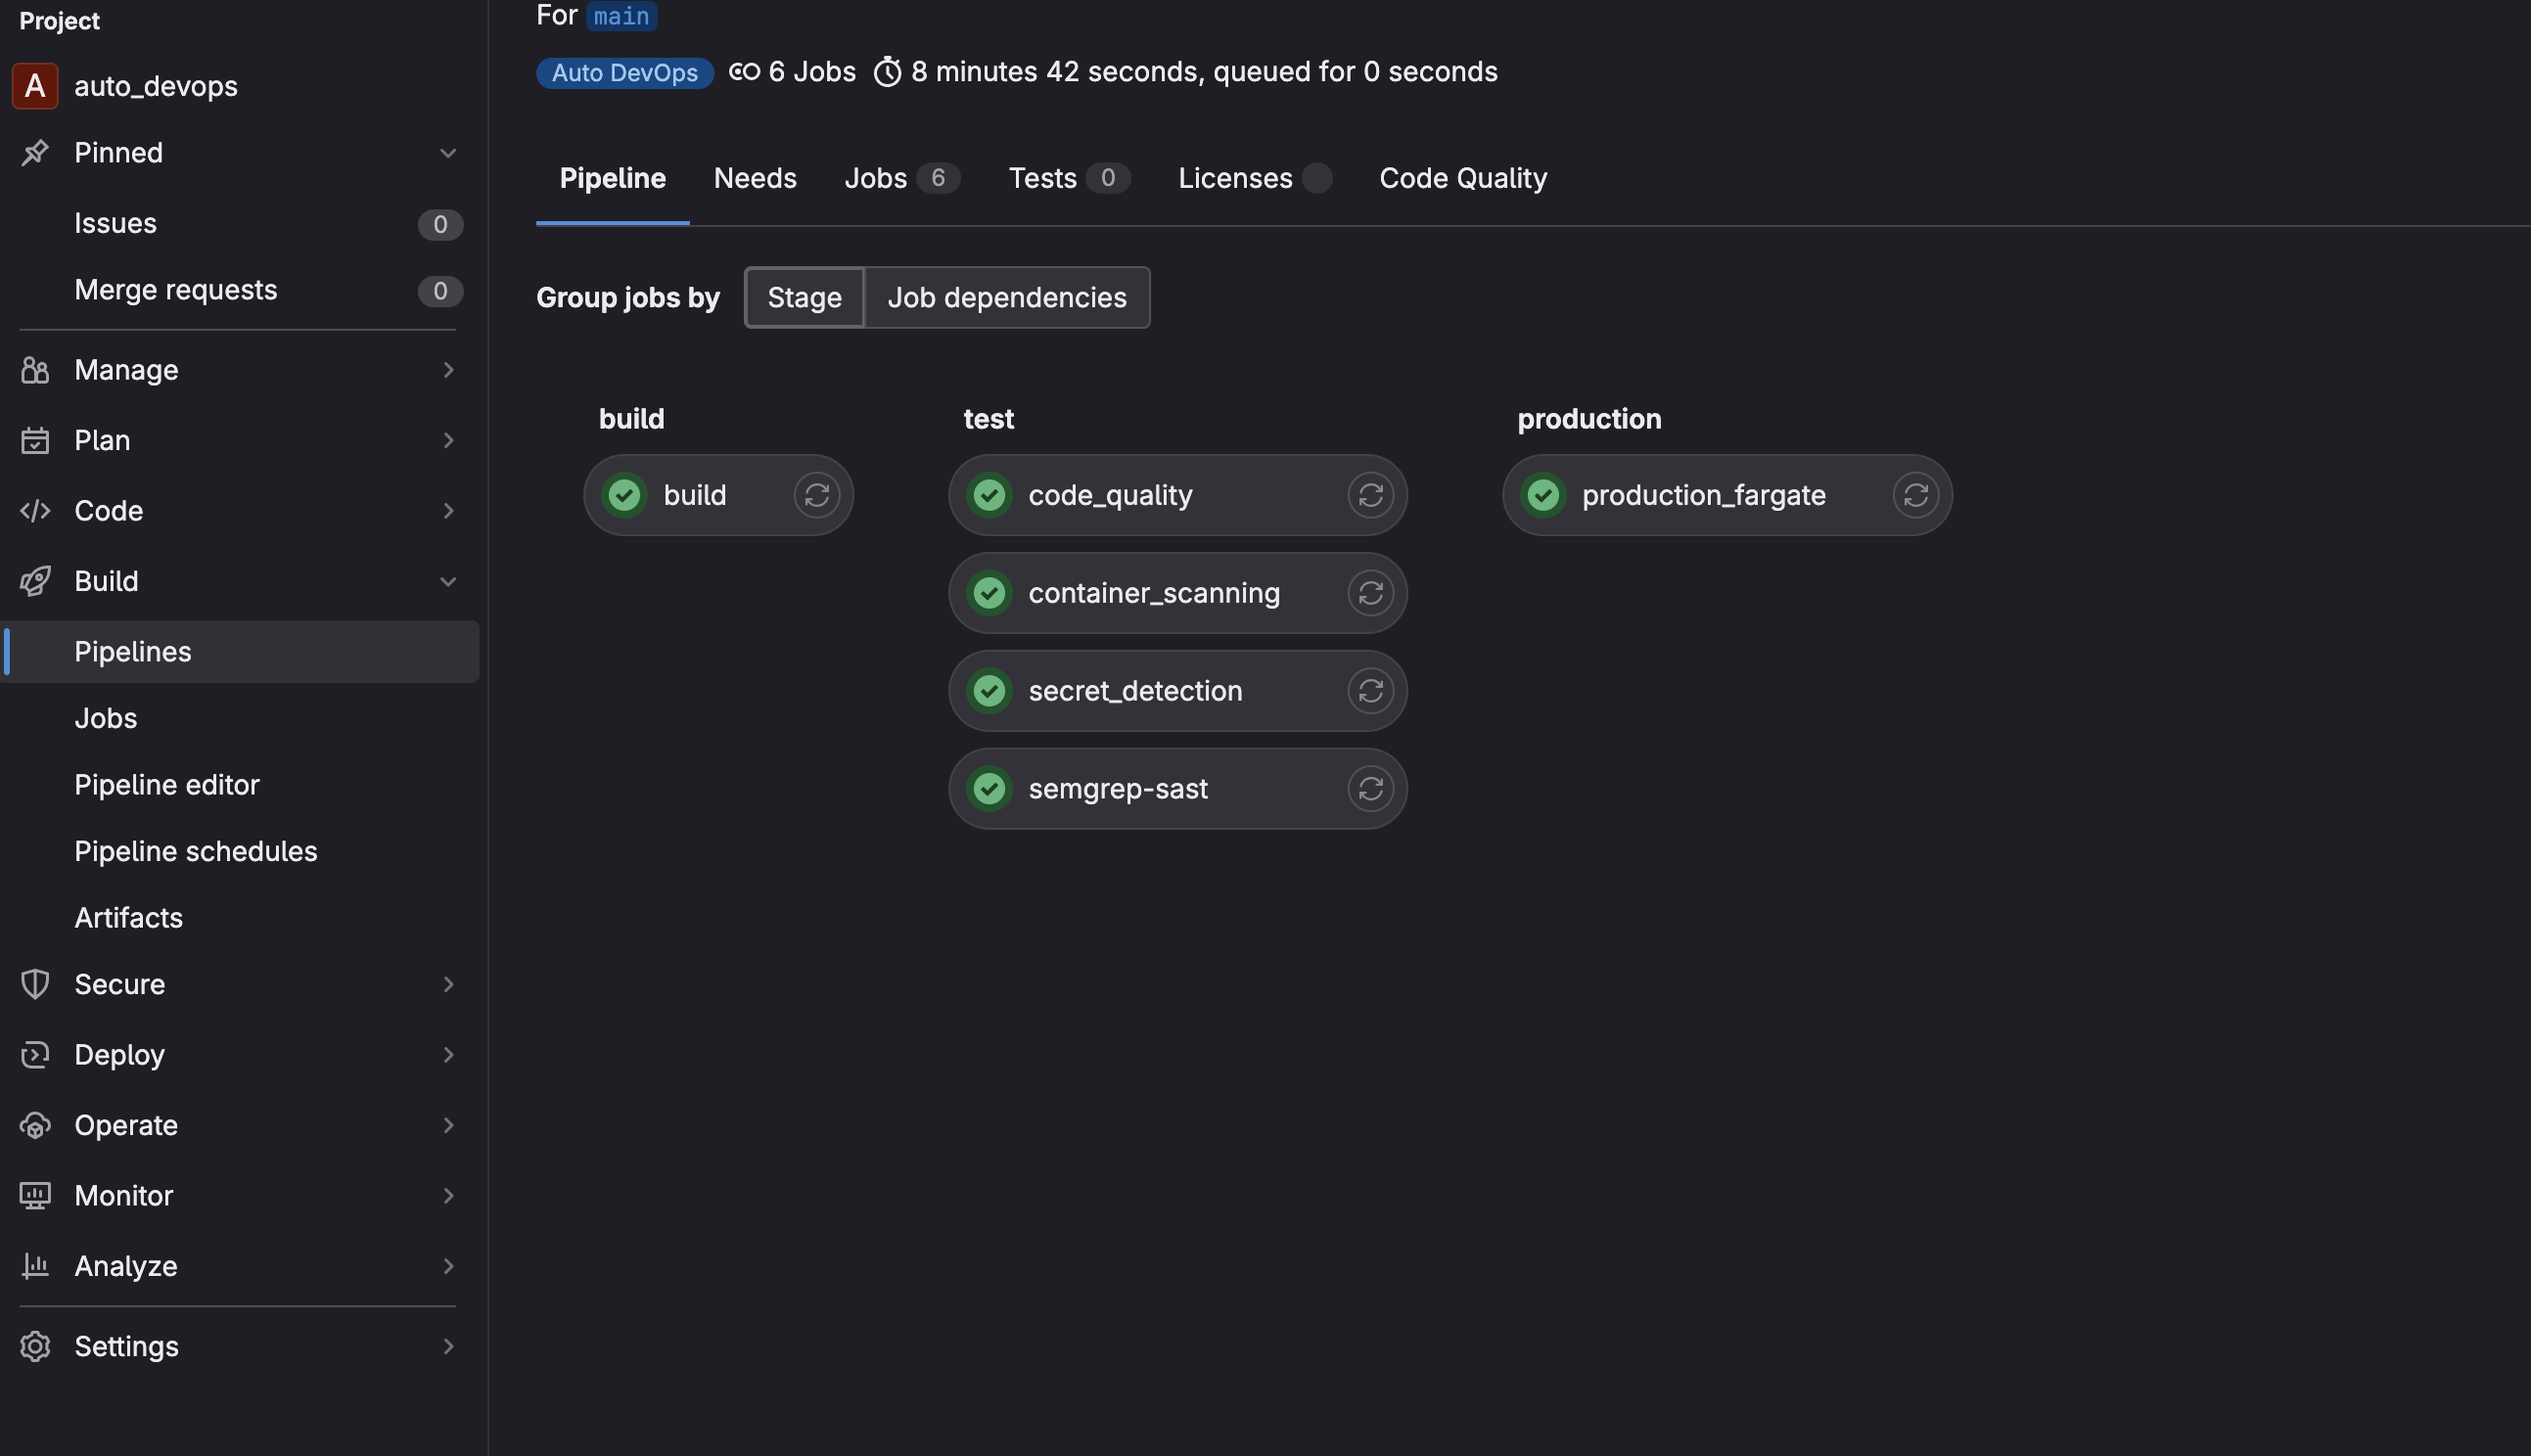 Project
A auto_devops
Pinned
Issues 0
Merge requests 0
Manage
Plan
Code
Build
Pipelines
Jobs
Pipeline editor
Pipeline schedules
Artifacts
Secure
Deploy
Operate
Monitor
Analyze
Settings
For main
Auto DevOps 6 Jobs 8 minutes 42 seconds, queued for 0 seconds
Pipeline Needs Jobs 6 Tests 0 Licenses Code Quality
Group jobs by Stage Job dependencies
build
build
test
code_quality
container_scanning
secret_detection
semgrep-sast
production
production_fargate